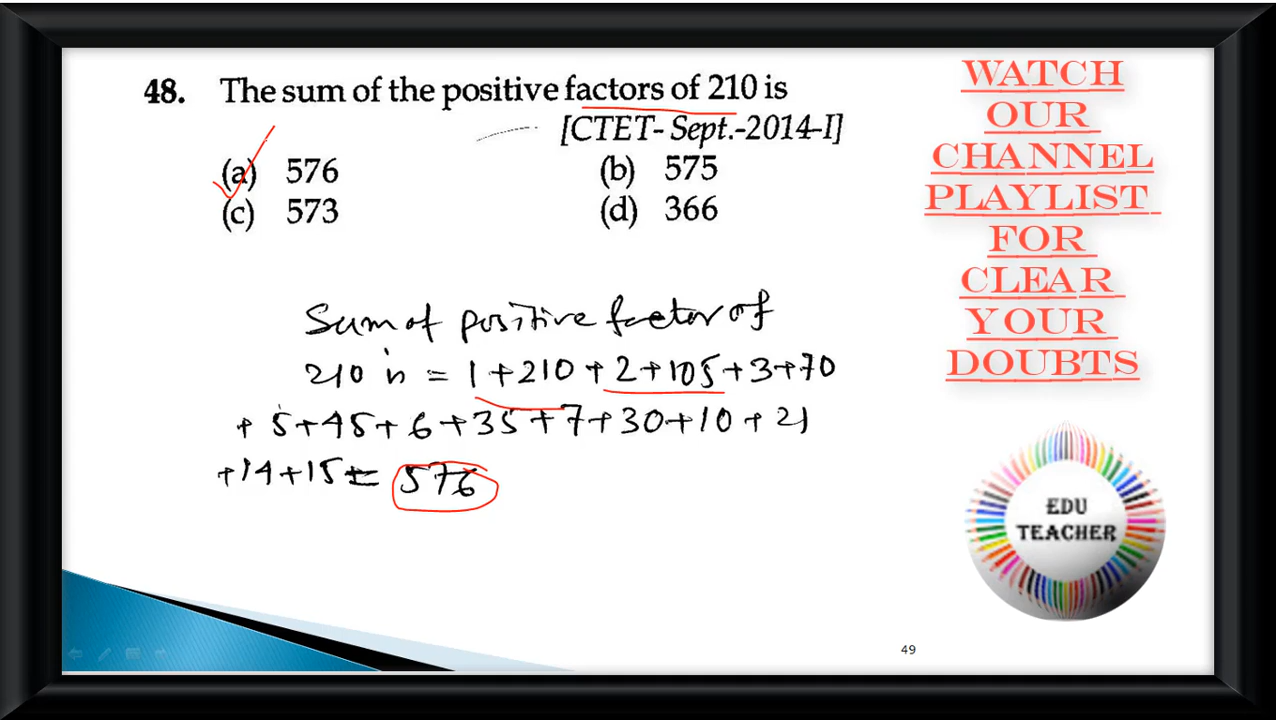 48. The sum of the positive factors of 210 is
[CTET- Sept.-2014-I]
(a) 576 (b) 575
(c) 573 (d) 366
Sum of positive factor of
210 is = 1+210+2+105+3+70
+ 5+45+6+35+7+30+10+21
+14+15= 576
WATCH
OUR
CHANNEL
PLAYLIST
FOR
CLEAR
YOUR
DOUBTS
EDU
TEACHER
49